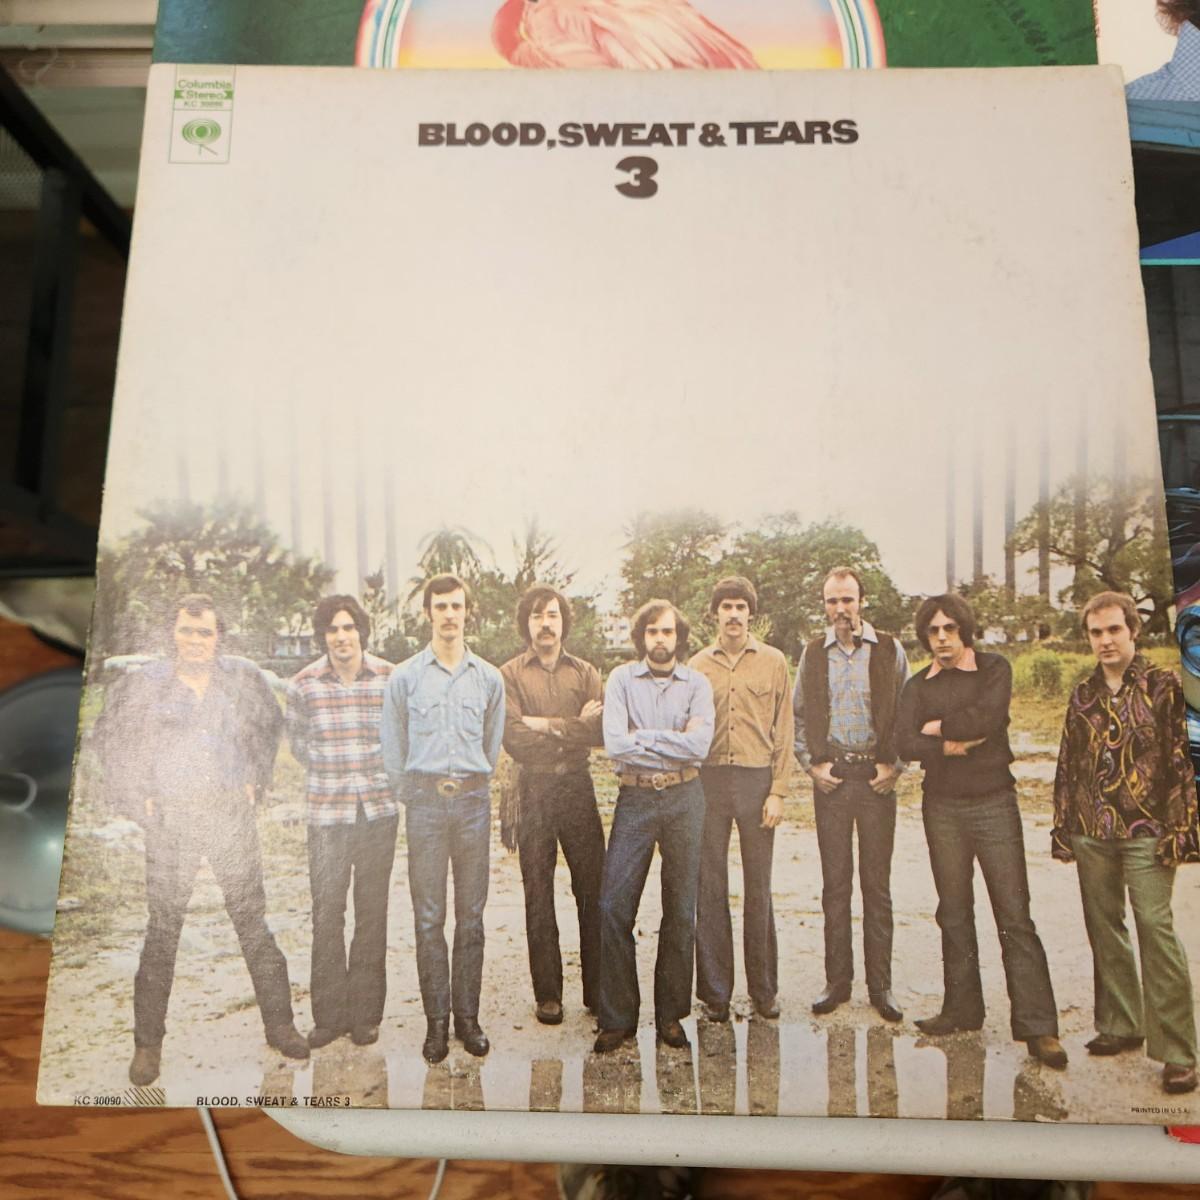 Columbia
Stereo
KC 30090
BLOOD, SWEAT & TEARS
3
KC 30090
BLOOD, SWEAT & TEARS 3
PRINTED IN U.S.A.